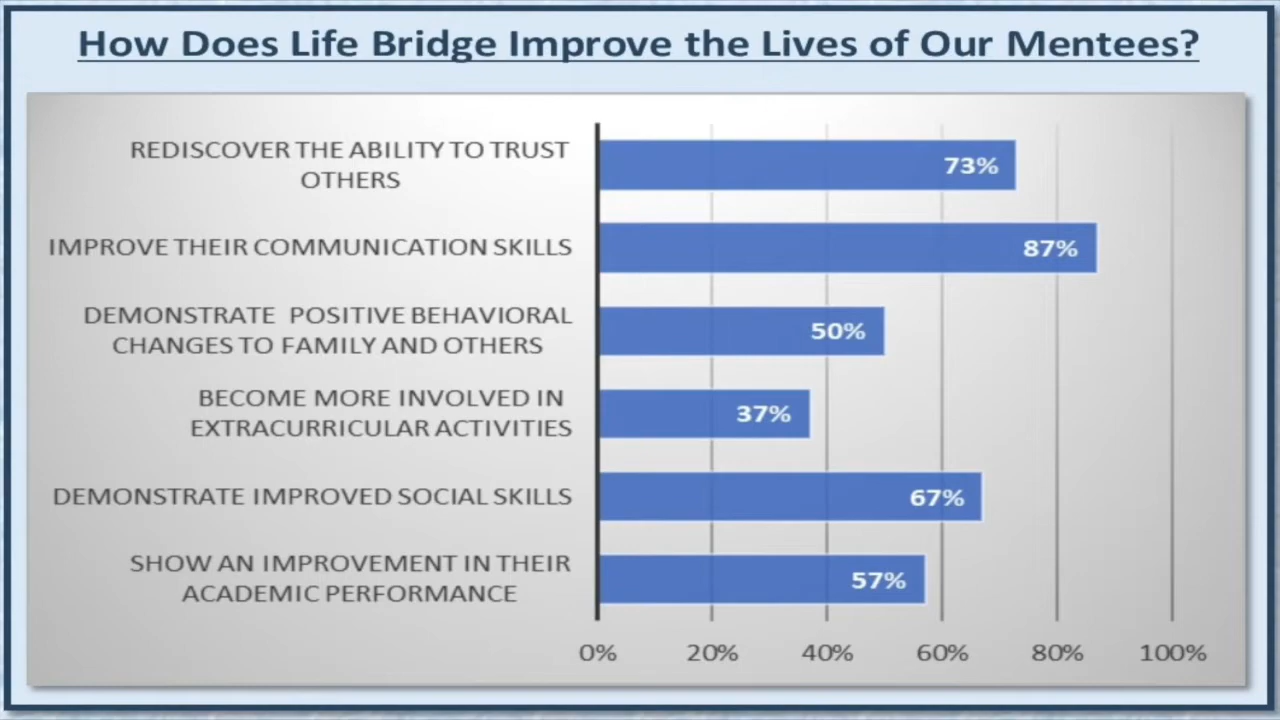 How Does Life Bridge Improve the Lives of Our Mentees?
REDISCOVER THE ABILITY TO TRUST
OTHERS
73%
IMPROVE THEIR COMMUNICATION SKILLS
87%
DEMONSTRATE POSITIVE BEHAVIORAL
CHANGES TO FAMILY AND OTHERS
50%
BECOME MORE INVOLVED IN
EXTRACURRICULAR ACTIVITIES
37%
DEMONSTRATE IMPROVED SOCIAL SKILLS
67%
SHOW AN IMPROVEMENT IN THEIR
ACADEMIC PERFORMANCE
57%
0% 20% 40% 60% 80% 100%